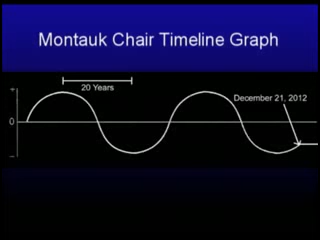 Montauk Chair Timeline Graph
20 Years
December 21, 2012
+
0
–